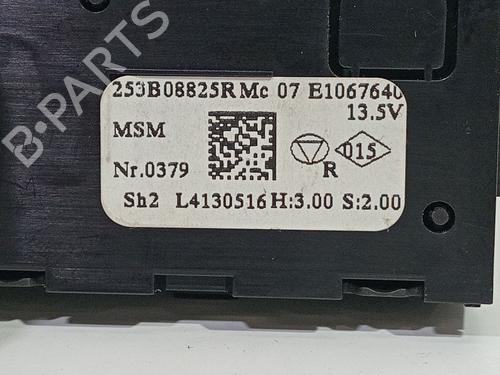 B-PARTS
253B08825R Mc 07 E1067640
13.5V
MSM
015
Nr.0379
R
Sh2 L4130516 H:3.00 S:2.00